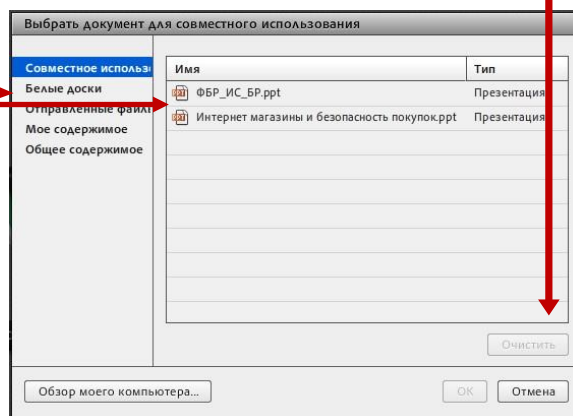 Выбрать документ для совместного использования
Совместное использ
Белые доски
Отправленные файлы
Мое содержимое
Общее содержимое
Имя Тип
ФБР_ИС_БР.ppt Презентация
Интернет магазины и безопасность покупок.ppt Презентация
Очистить
Обзор моего компьютера... OK Отмена